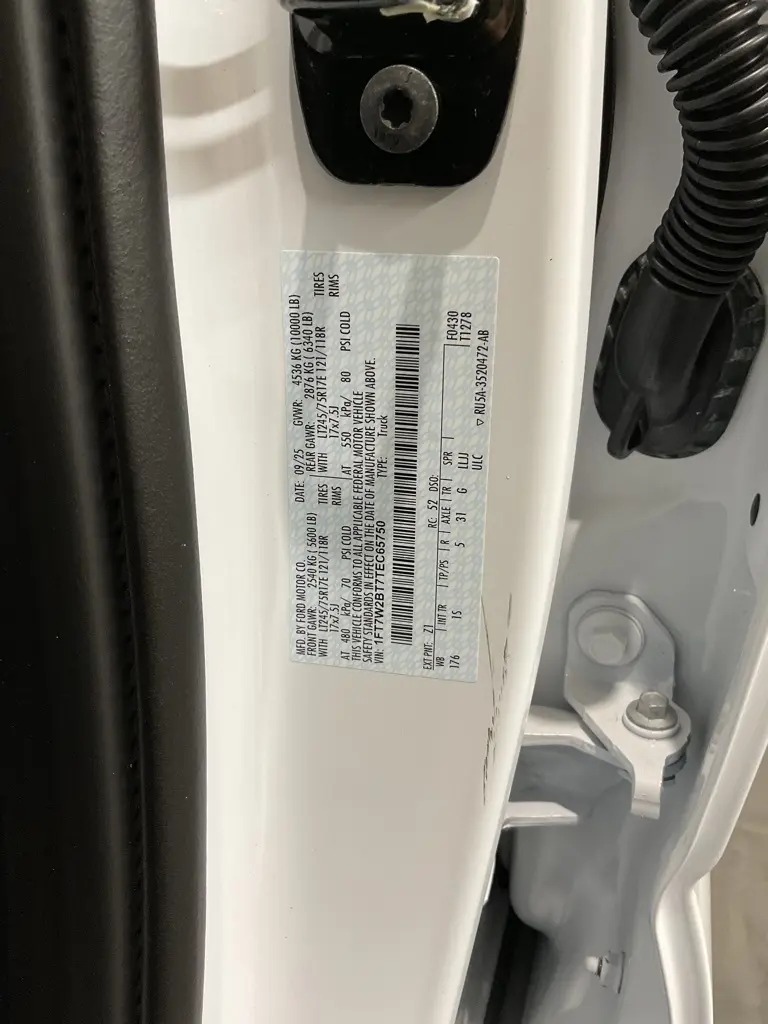 MFD. BY FORD MOTOR CO.
DATE: 09/25 GVWR: 4536 KG (10000 LB)
FRONT GAWR: 2540 KG ( 5600 LB) REAR GAWR: 2876 KG ( 6340 LB)
WITH LT245/75R17E 121/118R TIRES WITH LT245/75R17E 121/118R TIRES
17x7.5J RIMS 17x7.5J RIMS
AT 480 kPa/ 70 PSI COLD AT 550 kPa/ 80 PSI COLD
THIS VEHICLE CONFORMS TO ALL APPLICABLE FEDERAL MOTOR VEHICLE
SAFETY STANDARDS IN EFFECT ON THE DATE OF MANUFACTURE SHOWN ABOVE.
VIN: 1FT7W2B17TEC65750 TYPE: Truck
EXT PNT: Z1 RC: 52 DSO: F0430
WB INT TR TP/PS R AXLE TR SPR T1278
176 IS 5 31 G LLJJ
ULC ▽ RU5A-3520472-AB